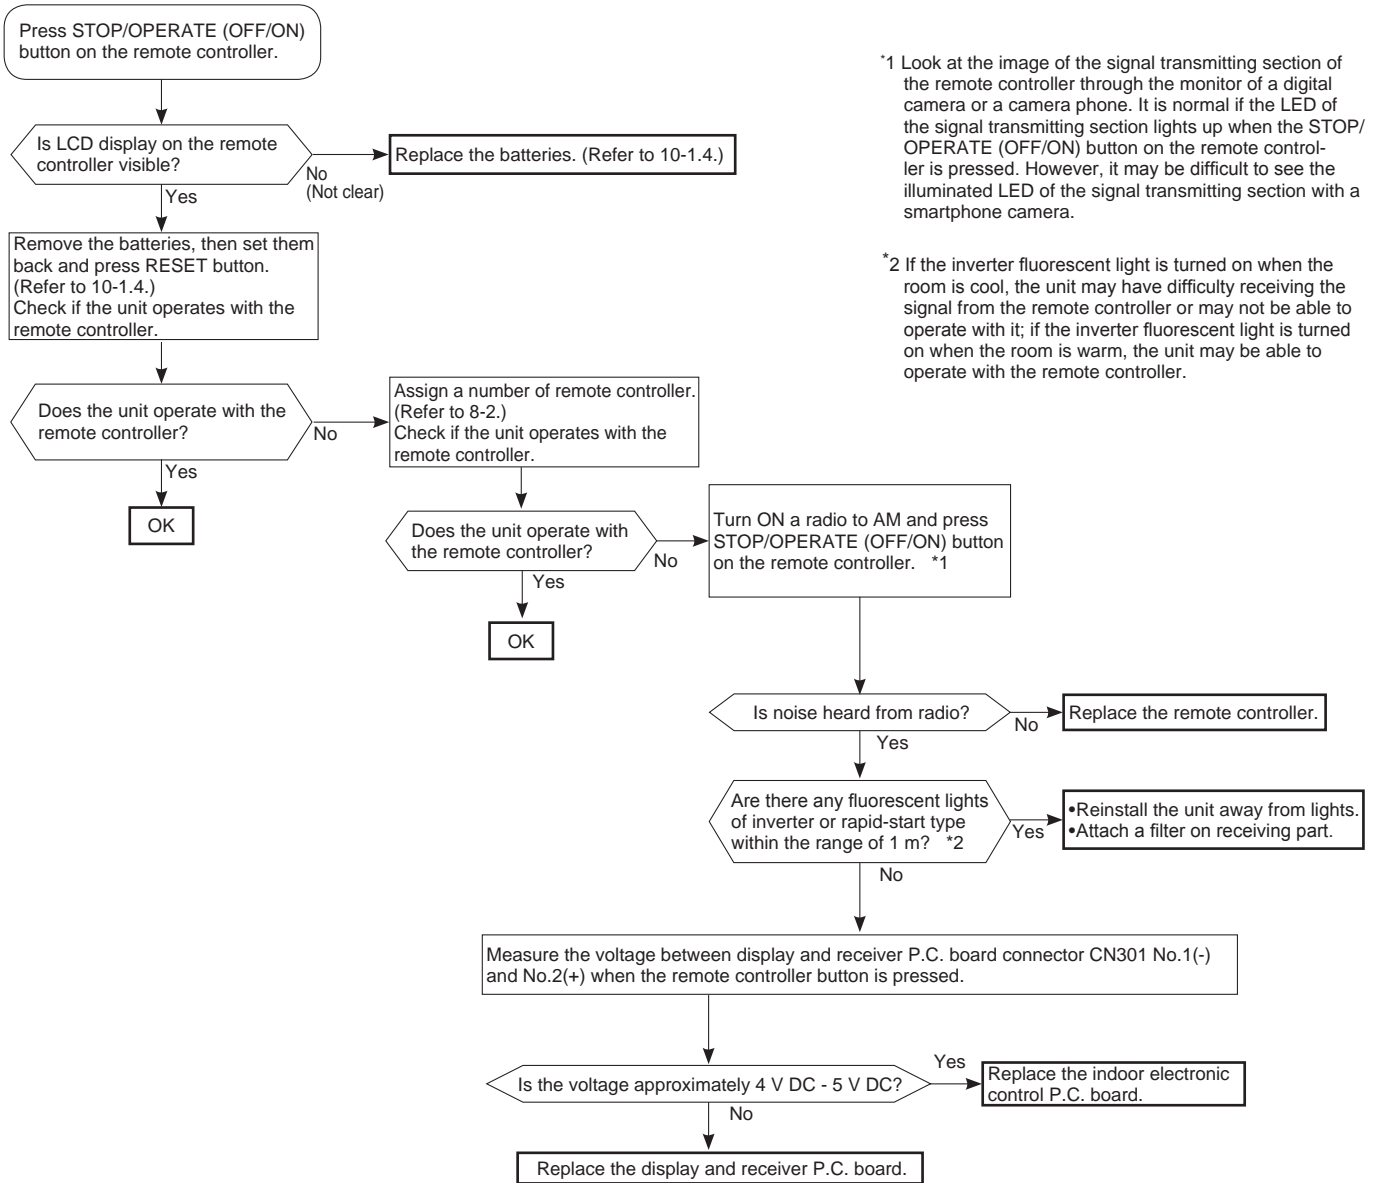 Press STOP/OPERATE (OFF/ON)
button on the remote controller.
Is LCD display on the remote
controller visible?
No
(Not clear)
Replace the batteries. (Refer to 10-1.4.)
Yes
Remove the batteries, then set them
back and press RESET button.
(Refer to 10-1.4.)
Check if the unit operates with the
remote controller.
Does the unit operate with the
remote controller?
No
Yes
OK
Assign a number of remote controller.
(Refer to 8-2.)
Check if the unit operates with the
remote controller.
Does the unit operate with
the remote controller?
No
Yes
OK
Turn ON a radio to AM and press
STOP/OPERATE (OFF/ON) button
on the remote controller. *1
Is noise heard from radio?
No
Replace the remote controller.
Yes
Are there any fluorescent lights
of inverter or rapid-start type
within the range of 1 m? *2
Yes
•Reinstall the unit away from lights.
•Attach a filter on receiving part.
No
Measure the voltage between display and receiver P.C. board connector CN301 No.1(-)
and No.2(+) when the remote controller button is pressed.
Is the voltage approximately 4 V DC - 5 V DC?
Yes
Replace the indoor electronic
control P.C. board.
No
Replace the display and receiver P.C. board.
*1 Look at the image of the signal transmitting section of
the remote controller through the monitor of a digital
camera or a camera phone. It is normal if the LED of
the signal transmitting section lights up when the STOP/
OPERATE (OFF/ON) button on the remote control-
ler is pressed. However, it may be difficult to see the
illuminated LED of the signal transmitting section with a
smartphone camera.
*2 If the inverter fluorescent light is turned on when the
room is cool, the unit may have difficulty receiving the
signal from the remote controller or may not be able to
operate with it; if the inverter fluorescent light is turned
on when the room is warm, the unit may be able to
operate with the remote controller.